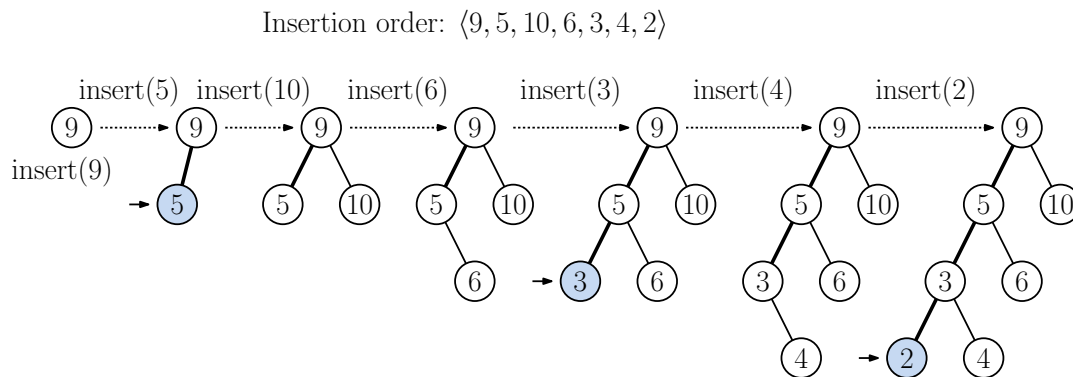 Insertion order: ⟨9, 5, 10, 6, 3, 4, 2⟩
insert(5) insert(10) insert(6) insert(3) insert(4) insert(2)
9 9 9 9 9 9 9
insert(9)
5 5 10 5 10 5 10 5 10 5 10
6 3 6 3 6 3 6
4 2 4